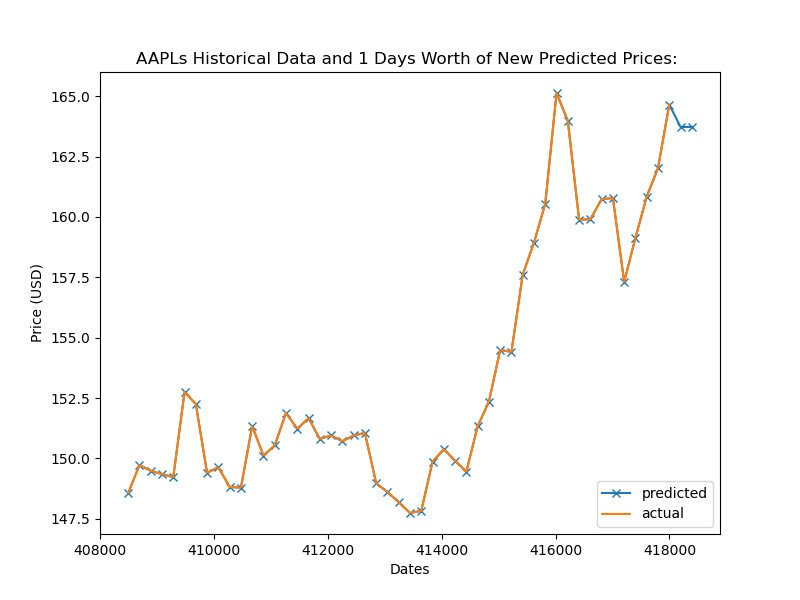 AAPLs Historical Data and 1 Days Worth of New Predicted Prices:
165.0
162.5
160.0
157.5
155.0
152.5
150.0
147.5
Price (USD)
predicted
actual
408000 410000 412000 414000 416000 418000
Dates